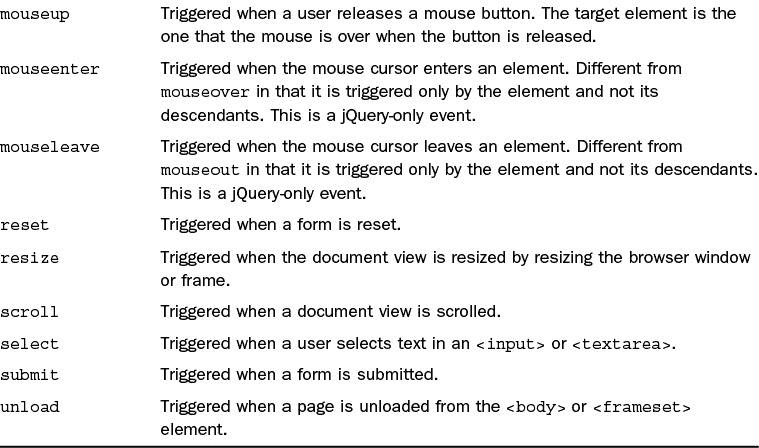 mouseup Triggered when a user releases a mouse button. The target element is the
one that the mouse is over when the button is released.
mouseenter Triggered when the mouse cursor enters an element. Different from
mouseover in that it is triggered only by the element and not its
descendants. This is a jQuery-only event.
mouseleave Triggered when the mouse cursor leaves an element. Different from
mouseout in that it is triggered only by the element and not its descendants.
This is a jQuery-only event.
reset Triggered when a form is reset.
resize Triggered when the document view is resized by resizing the browser window
or frame.
scroll Triggered when a document view is scrolled.
select Triggered when a user selects text in an <input> or <textarea>.
submit Triggered when a form is submitted.
unload Triggered when a page is unloaded from the <body> or <frameset>
element.